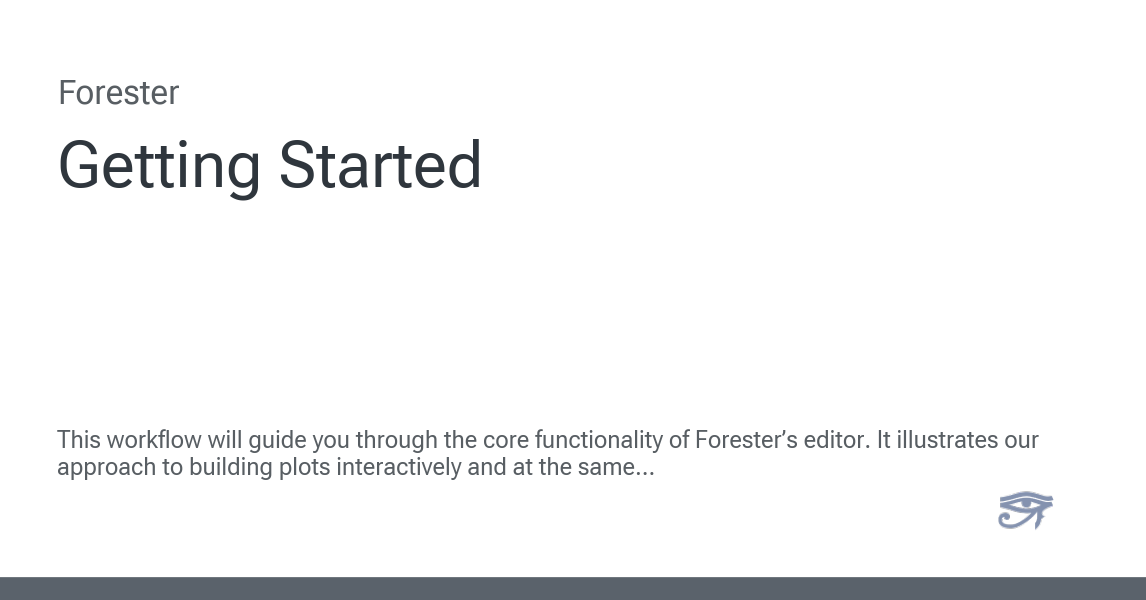 Forester
Getting Started
This workflow will guide you through the core functionality of Forester’s editor. It illustrates our
approach to building plots interactively and at the same...